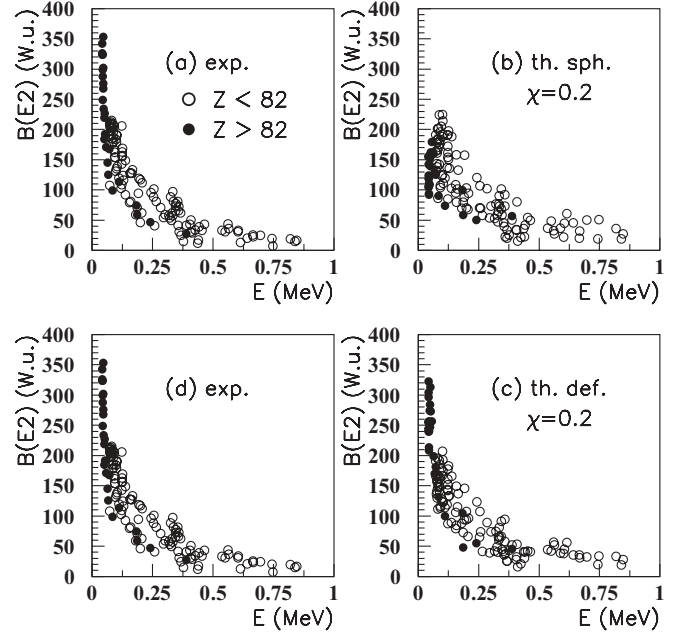 400
350
300
250
200
150
100
50
0
B(E2) (W.u.)
(a) exp.
Z < 82
Z > 82
0 0.25 0.5 0.75 1
E (MeV)
400
350
300
250
200
150
100
50
0
B(E2) (W.u.)
(b) th. sph.
χ=0.2
0 0.25 0.5 0.75 1
E (MeV)
400
350
300
250
200
150
100
50
0
B(E2) (W.u.)
(d) exp.
0 0.25 0.5 0.75 1
E (MeV)
400
350
300
250
200
150
100
50
0
B(E2) (W.u.)
(c) th. def.
χ=0.2
0 0.25 0.5 0.75 1
E (MeV)